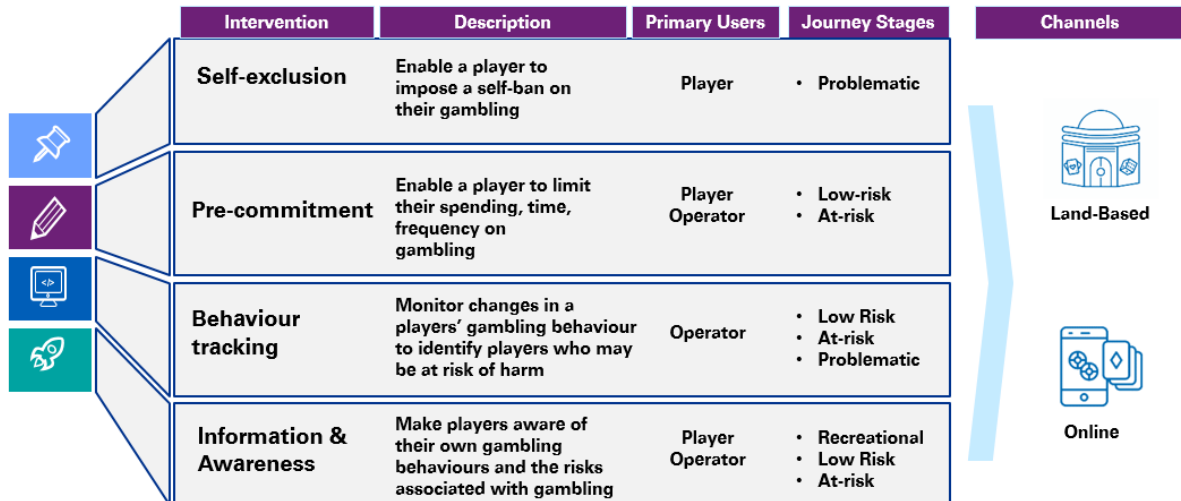 Intervention
Description
Primary Users
Journey Stages
Channels
Self-exclusion
Enable a player to
impose a self-ban on
their gambling
Player
• Problematic
Pre-commitment
Enable a player to limit
their spending, time,
frequency on
gambling
Player
Operator
• Low-risk
• At-risk
Behaviour
tracking
Monitor changes in a
players’ gambling behaviour
to identify players who may
be at risk of harm
Operator
• Low Risk
• At-risk
• Problematic
Information &
Awareness
Make players aware of
their own gambling
behaviours and the risks
associated with gambling
Player
Operator
• Recreational
• Low Risk
• At-risk
Land-Based
Online